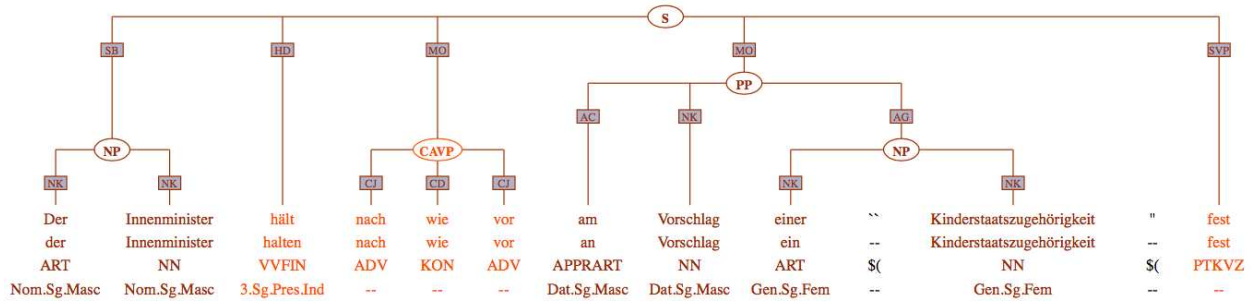 S
SB HD MO MO SVP
PP
AC NK AG
NP CAVP NP
NK NK CJ CD CJ NK NK
Der Innenminister hält nach wie vor am Vorschlag einer `` Kinderstaatszugehörigkeit " fest
der Innenminister halten nach wie vor an Vorschlag ein -- Kinderstaatszugehörigkeit -- fest
ART NN VVFIN ADV KON ADV APPRART NN ART $( NN $( PTKVZ
Nom.Sg.Masc Nom.Sg.Masc 3.Sg.Pres.Ind -- -- -- Dat.Sg.Masc Dat.Sg.Masc Gen.Sg.Fem -- Gen.Sg.Fem -- --